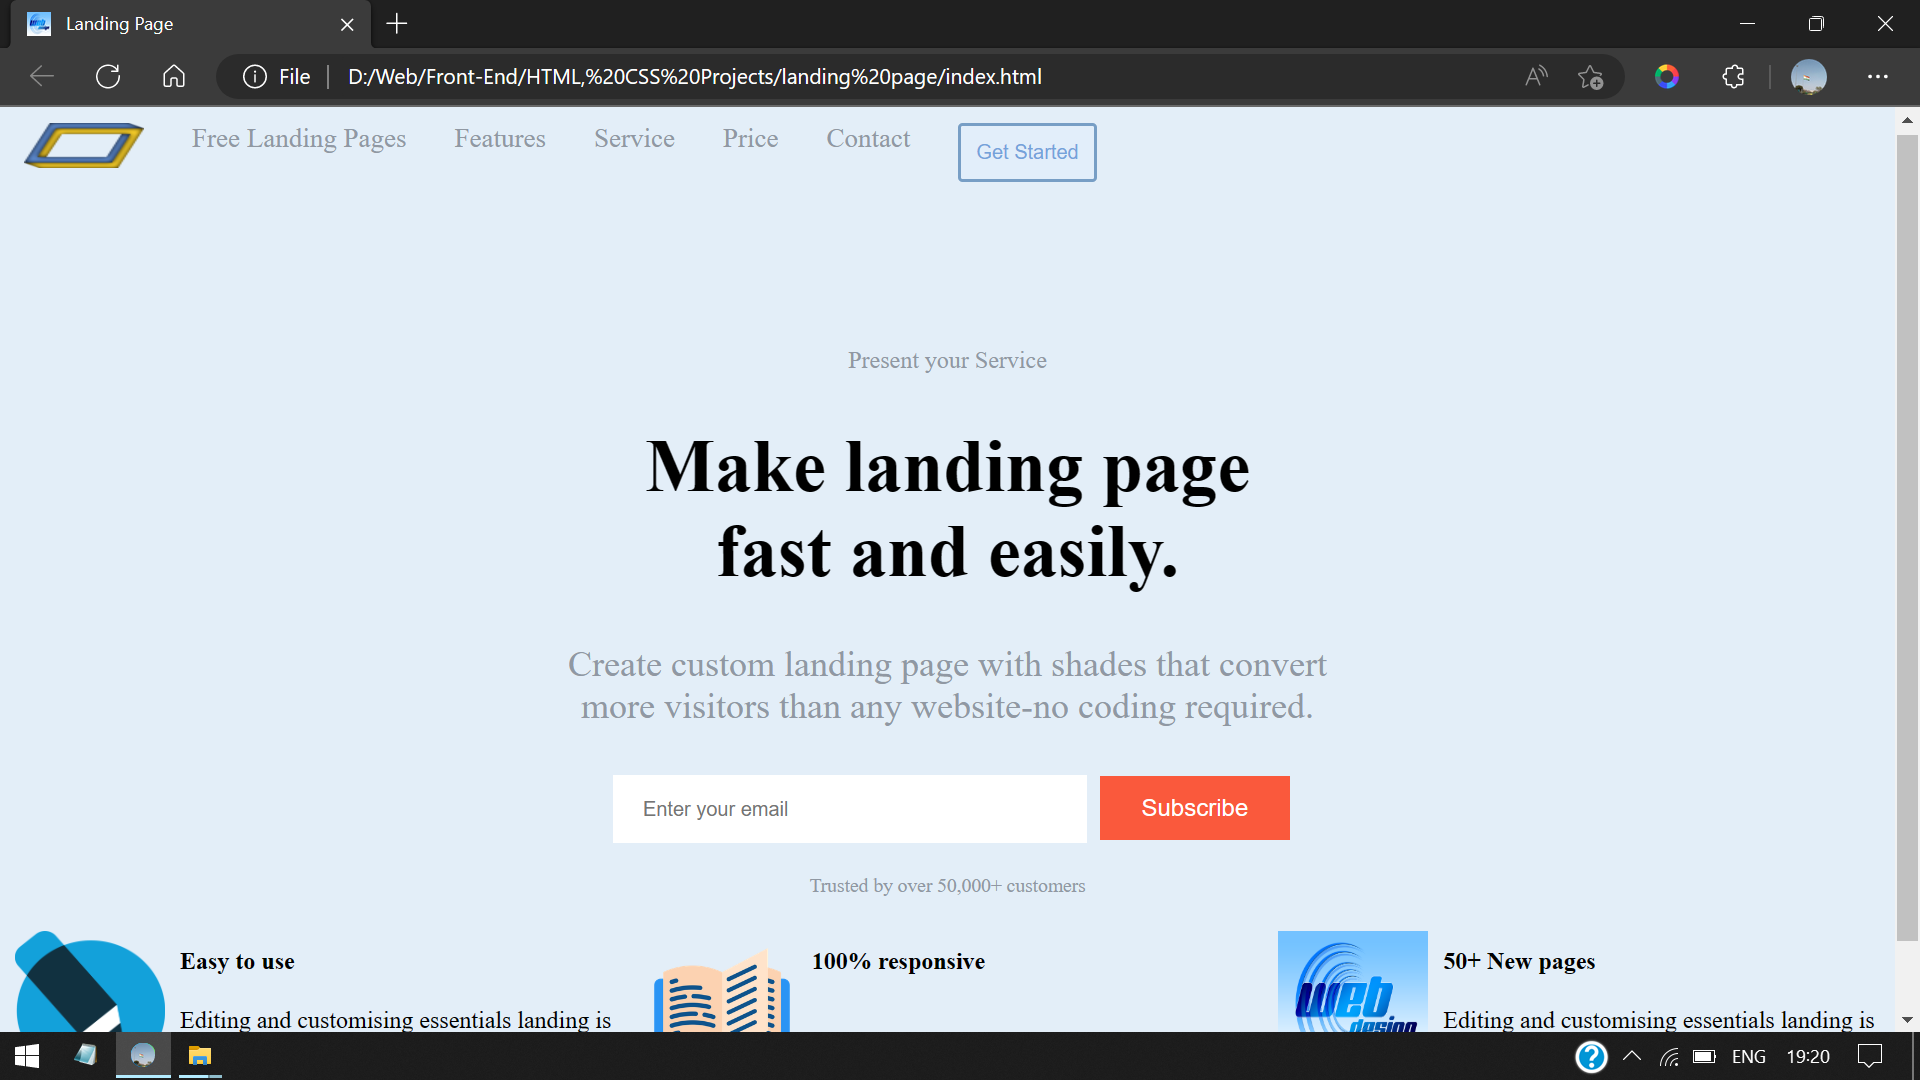 Landing Page
File
D:/Web/Front-End/HTML,%20CSS%20Projects/landing%20page/index.html
Free Landing Pages Features Service Price Contact Get Started
Present your Service
Make landing page
fast and easily.
Create custom landing page with shades that convert
more visitors than any website-no coding required.
Enter your email Subscribe
Trusted by over 50,000+ customers
Easy to use
Editing and customising essentials landing is
100% responsive
web
design
50+ New pages
Editing and customising essentials landing is
ENG 19:20